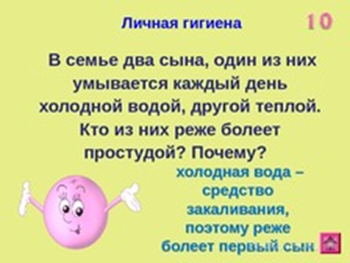 Личная гигиена
10
В семье два сына, один из них
умывается каждый день
холодной водой, другой теплой.
Кто из них реже болеет
простудой? Почему?
холодная вода –
средство
закаливания,
поэтому реже
болеет первый сын